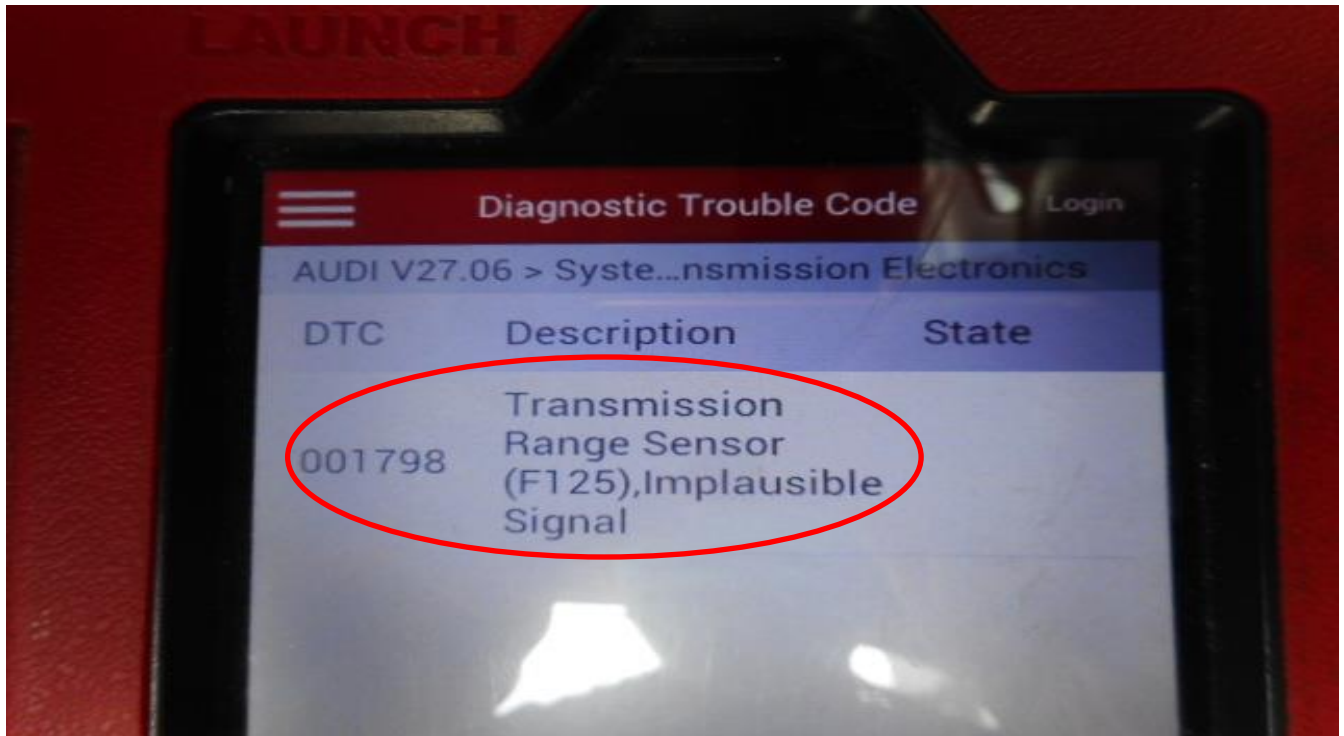 LAUNCH
Diagnostic Trouble Code Login
AUDI V27.06 > Syste...nsmission Electronics
DTC Description State
Transmission
Range Sensor
001798
(F125),Implausible
Signal